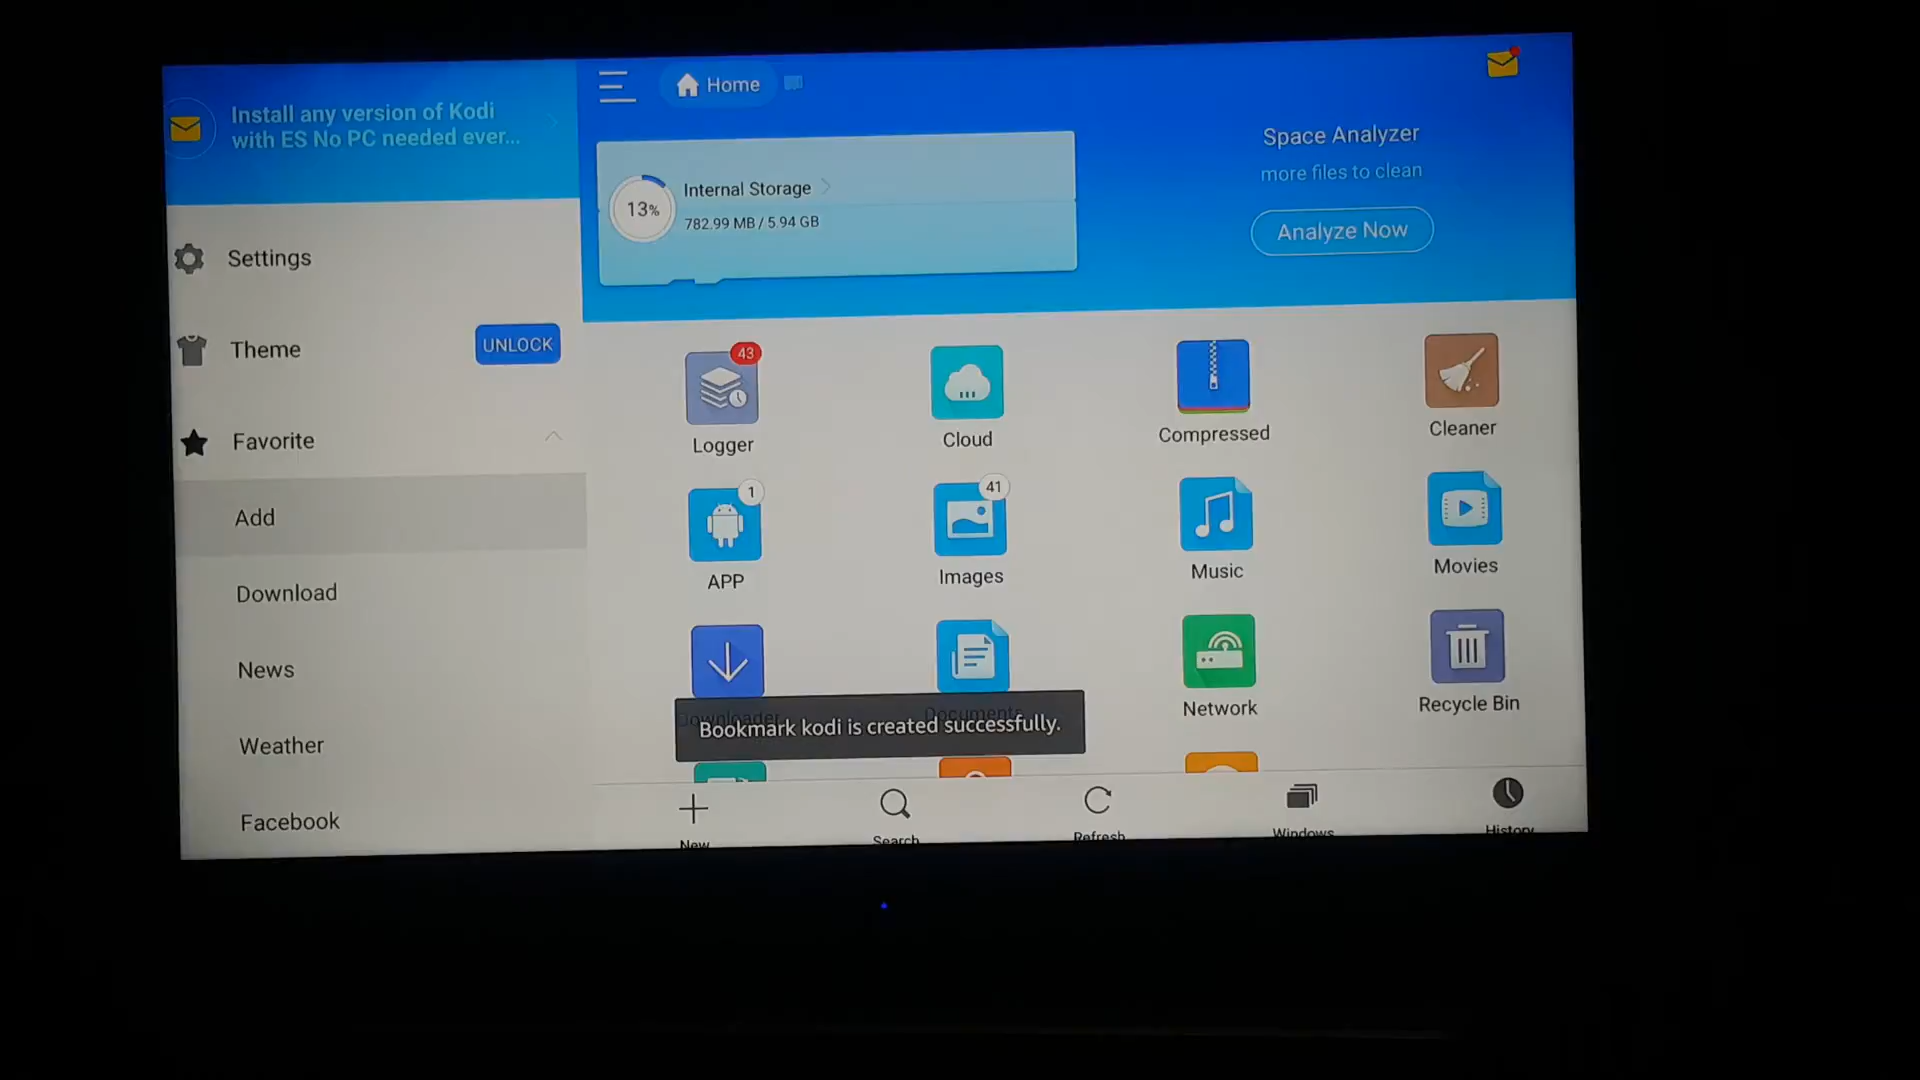 Install any version of Kodi
with ES No PC needed ever...
Settings
Theme
UNLOCK
Favorite
Add
Download
News
Weather
Facebook
Home
13%
Internal Storage
782.99 MB / 5.94 GB
Space Analyzer
more files to clean
Analyze Now
43
Logger
Cloud
Compressed
Cleaner
1
APP
41
Images
Music
Movies
Downloader
Documents
Network
Recycle Bin
Bookmark kodi is created successfully.
New
Search
Refresh
Windows
History